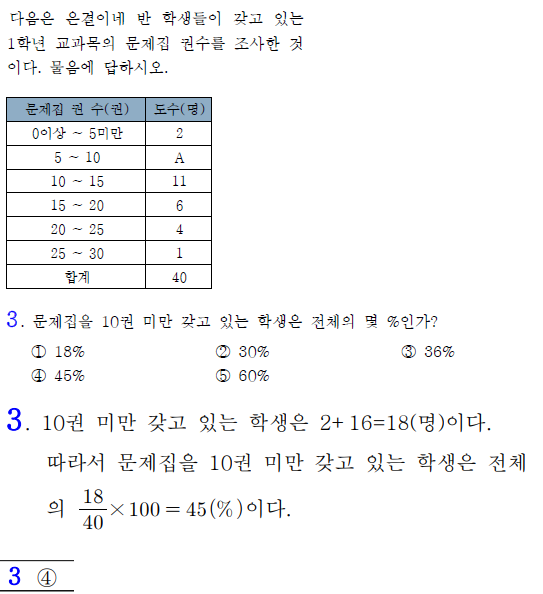 다음은 은결이네 반 학생들이 갖고 있는
1학년 교과목의 문제집 권수를 조사한 것
이다. 물음에 답하시오.
문제집 권 수(권) 도수(명)
0이상 ~ 5미만 2
5 ~ 10 A
10 ~ 15 11
15 ~ 20 6
20 ~ 25 4
25 ~ 30 1
합계 40
3. 문제집을 10권 미만 갖고 있는 학생은 전체의 몇 %인가?
① 18% ② 30% ③ 36%
④ 45% ⑤ 60%
3. 10권 미만 갖고 있는 학생은 2+16=18(명)이다.
따라서 문제집을 10권 미만 갖고 있는 학생은 전체
의 18/40×100=45(%)이다.
3 ④